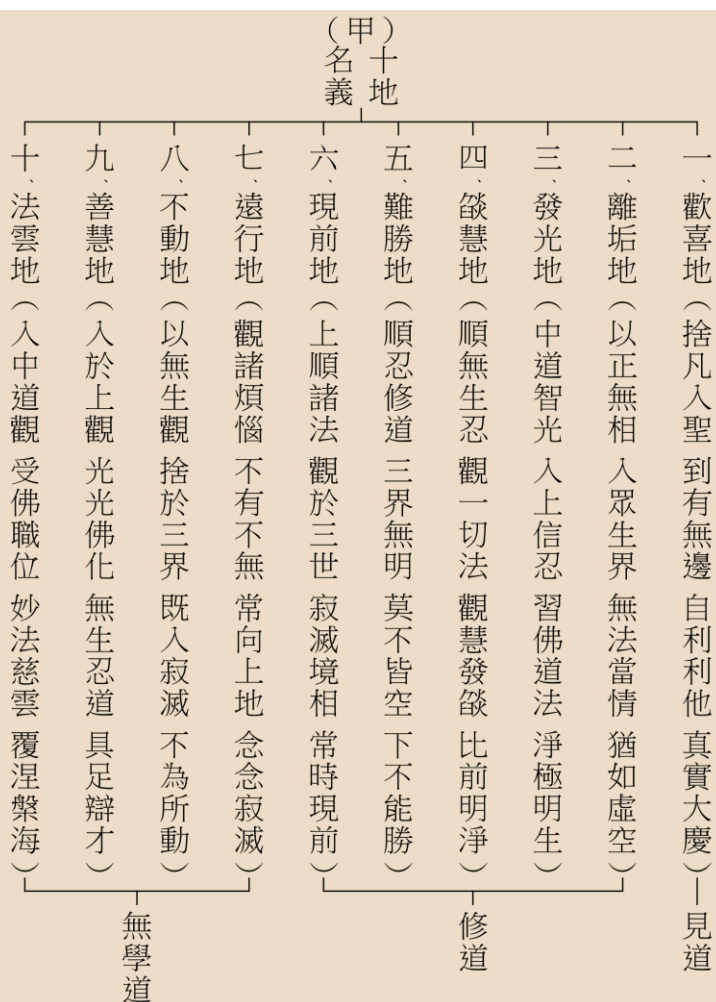 (甲)
十地
名義
一、歡喜地(捨凡入聖 到有無邊 自利利他 真實大慶)
二、離垢地(以正無相 入眾生界 無法當情 猶如虛空)
三、發光地(中道智光 入上信忍 習佛道法 淨極明生)
四、燄慧地(順無生忍 觀一切法 觀慧發燄 比前明淨)
五、難勝地(順忍修道 三界無明 莫不皆空 下不能勝)
六、現前地(上順諸法 觀於三世 寂滅境相 常時現前)
七、遠行地(觀諸煩惱 不有不無 常向上地 念念寂滅)
八、不動地(以無生觀 捨於三界 既入寂滅 不為所動)
九、善慧地(入於上觀 光光佛化 無生忍道 具足辯才)
十、法雲地(入中道觀 受佛職位 妙法慈雲 覆涅槃海)
見道
修道
無學道